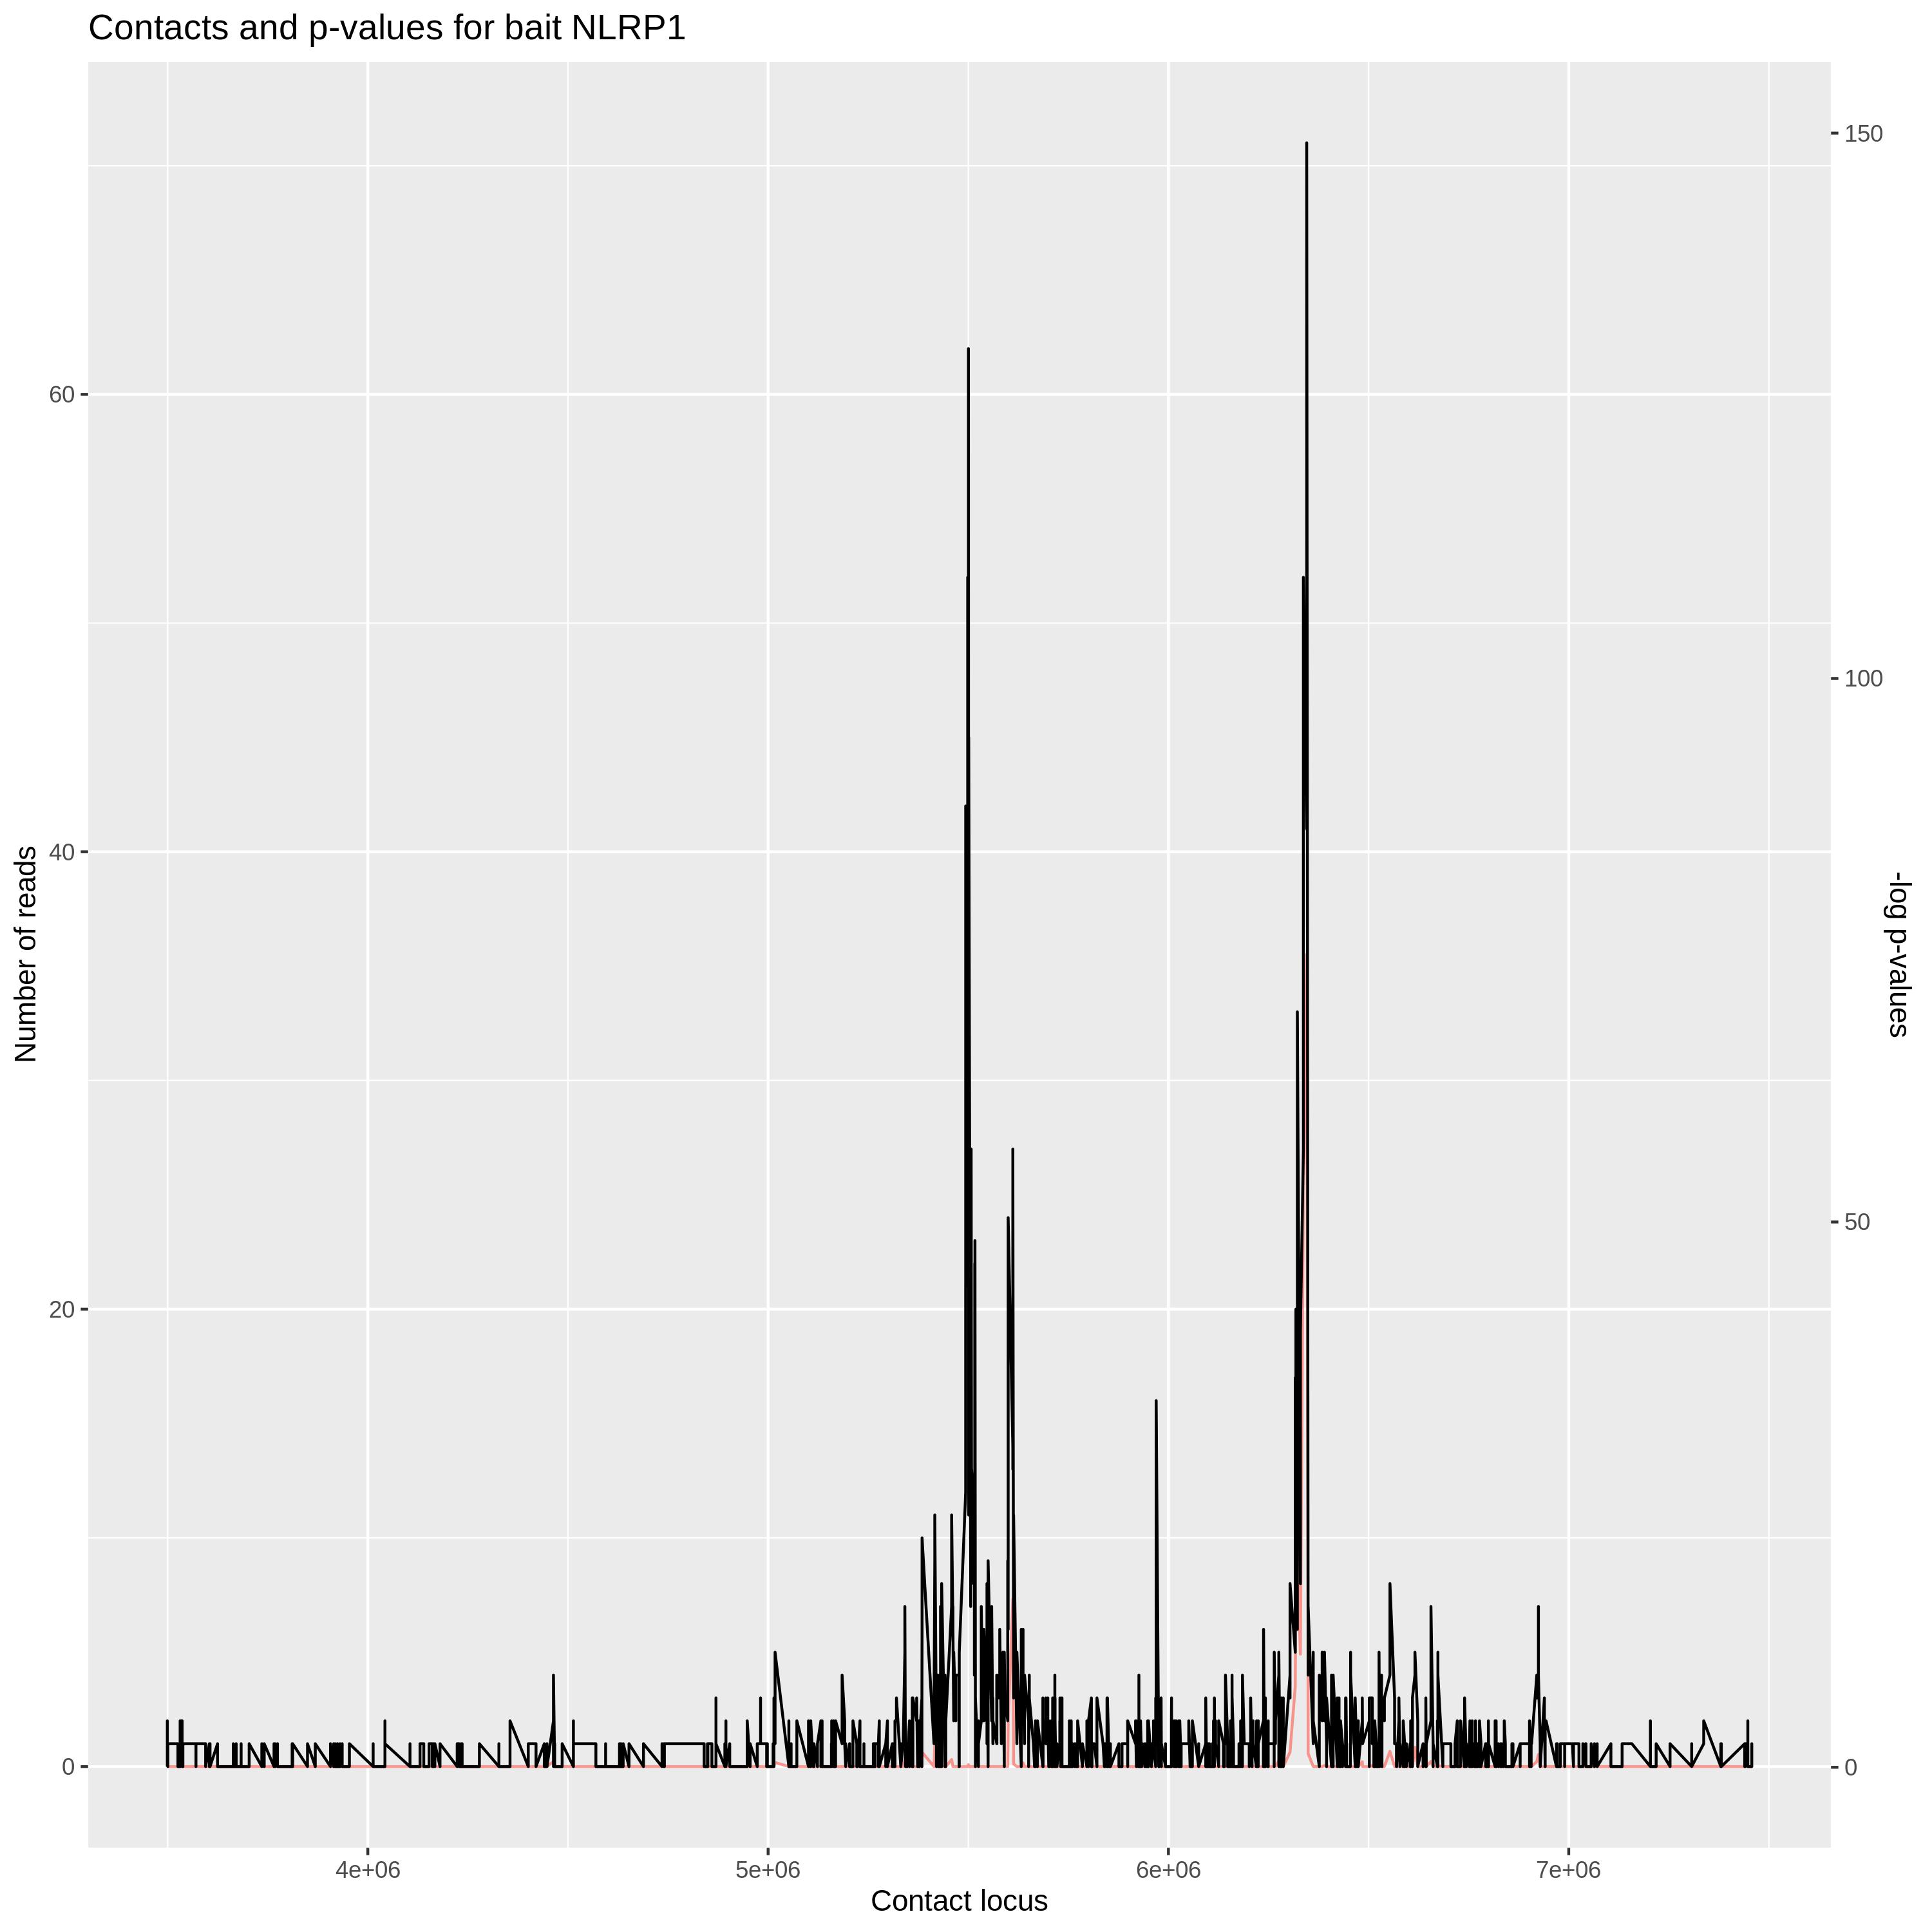 Contacts and p-values for bait NLRP1
150
60
100
40
Number of reads
-log p-values
50
20
0
0
4e+06
5e+06
6e+06
7e+06
Contact locus